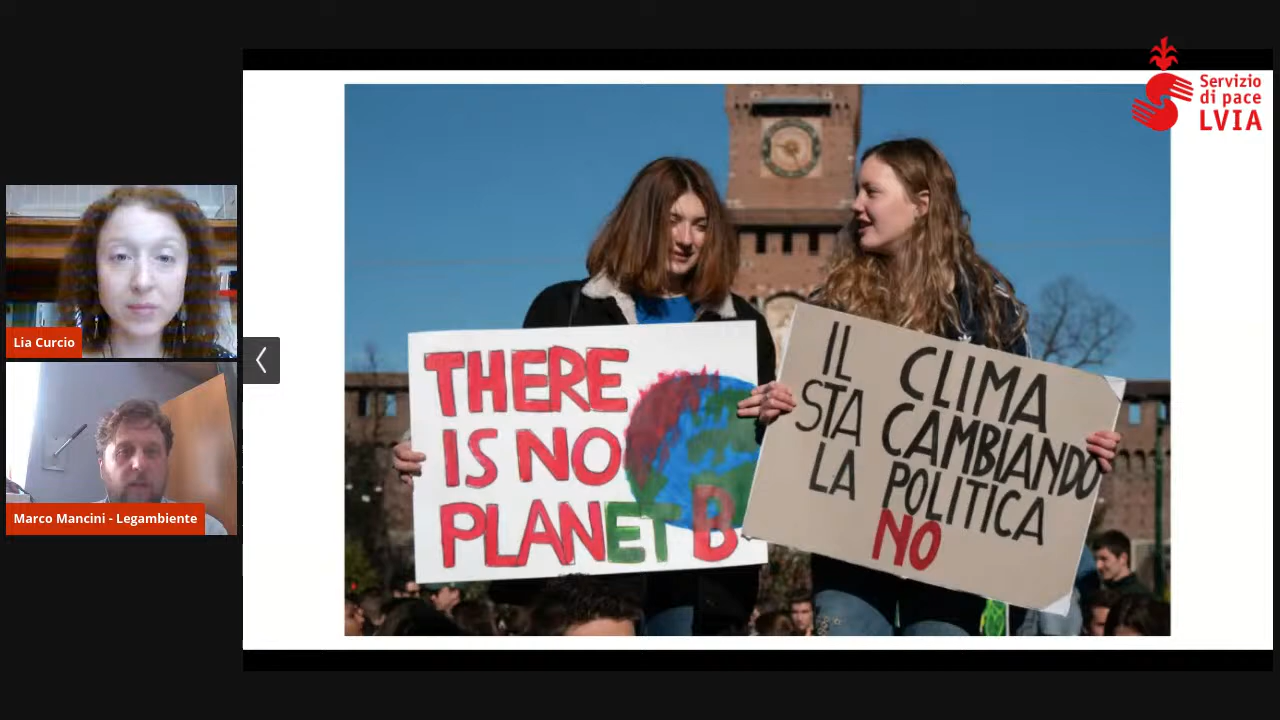 Servizio
di pace
LVIA
Lia Curcio
Marco Mancini - Legambiente
THERE
IS NO
PLANET B
IL CLIMA
STA CAMBIANDO
LA POLITICA
NO